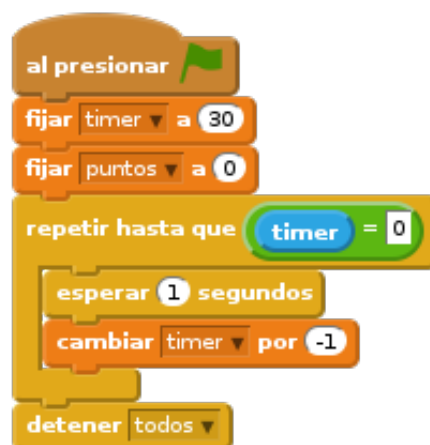 al presionar
fijar timer a 30
fijar puntos a 0
repetir hasta que timer = 0
esperar 1 segundos
cambiar timer por -1
detener todos